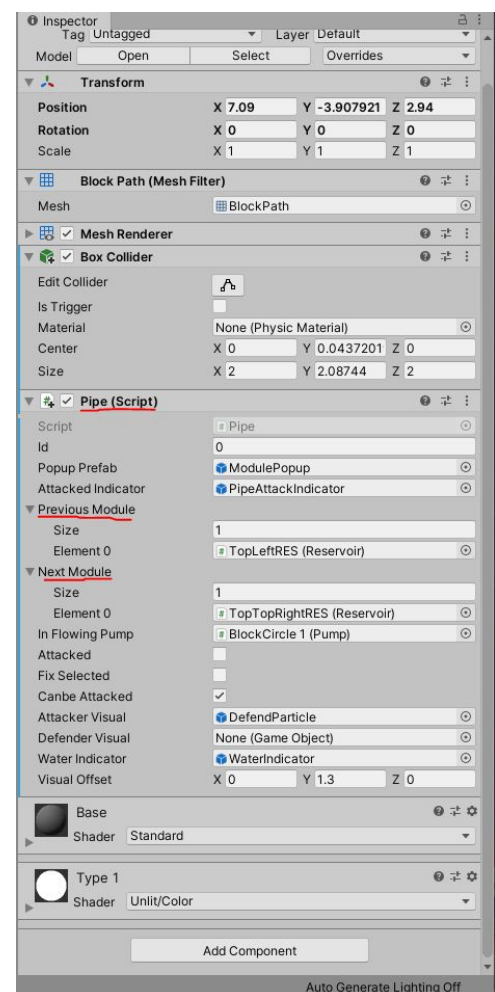 Inspector
Tag Untagged Layer Default
Model Open Select Overrides
Transform
Position X 7.09 Y -3.907921 Z 2.94
Rotation X 0 Y 0 Z 0
Scale X 1 Y 1 Z 1
Block Path (Mesh Filter)
Mesh BlockPath
Mesh Renderer
Box Collider
Edit Collider
Is Trigger
Material None (Physic Material)
Center X 0 Y 0.0437201 Z 0
Size X 2 Y 2.08744 Z 2
Pipe (Script)
Script Pipe
Id 0
Popup Prefab ModulePopup
Attacked Indicator PipeAttackIndicator
Previous Module
Size 1
Element 0 TopLeftRES (Reservoir)
Next Module
Size 1
Element 0 TopTopRightRES (Reservoir)
In Flowing Pump BlockCircle 1 (Pump)
Attacked
Fix Selected
Canbe Attacked
Attacker Visual DefendParticle
Defender Visual None (Game Object)
Water Indicator WaterIndicator
Visual Offset X 0 Y 1.3 Z 0
Base
Shader Standard
Type 1
Shader Unlit/Color
Add Component
Auto Generate Lighting Off